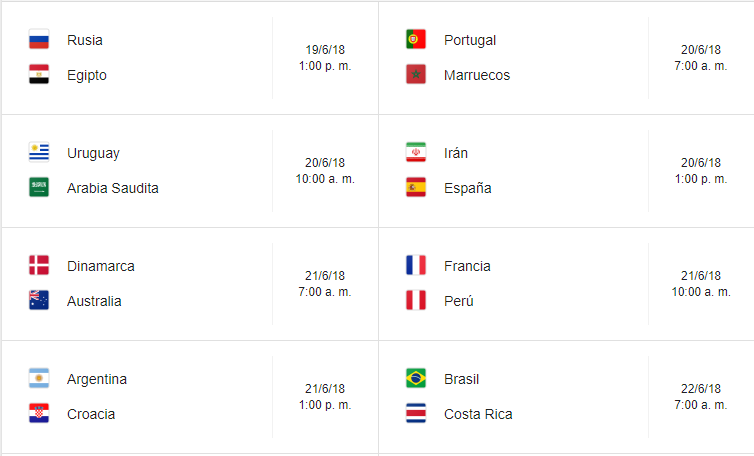 Rusia
Egipto
19/6/18
1:00 p. m.
Portugal
Marruecos
20/6/18
7:00 a. m.
Uruguay
Arabia Saudita
20/6/18
10:00 a. m.
Irán
España
20/6/18
1:00 p. m.
Dinamarca
Australia
21/6/18
7:00 a. m.
Francia
Perú
21/6/18
10:00 a. m.
Argentina
Croacia
21/6/18
1:00 p. m.
Brasil
Costa Rica
22/6/18
7:00 a. m.